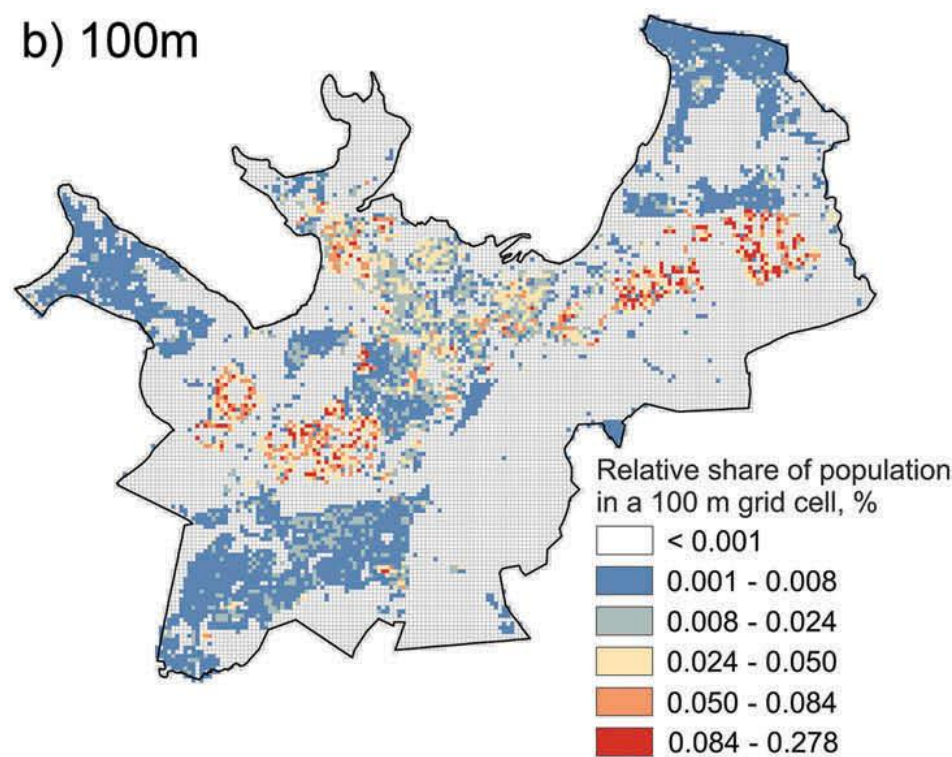 b) 100m
Relative share of population
in a 100 m grid cell, %
< 0.001
0.001 - 0.008
0.008 - 0.024
0.024 - 0.050
0.050 - 0.084
0.084 - 0.278